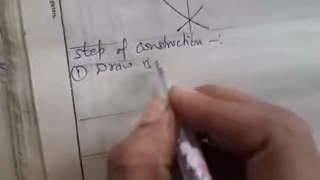 step of construction -:
① Draw